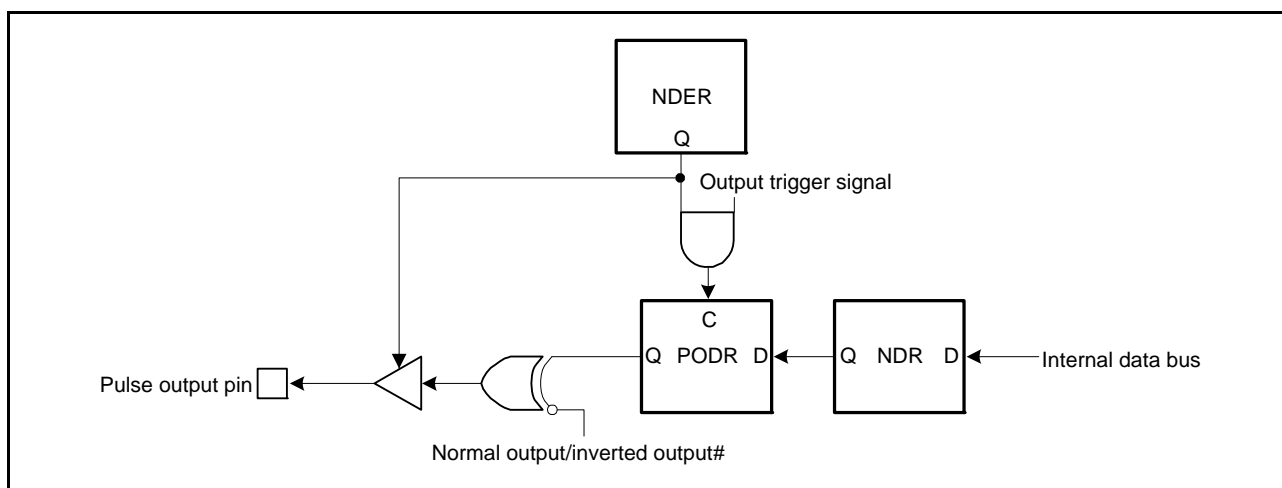 NDER
Q
Output trigger signal
C
Q PODR D
Q NDR D
Internal data bus
Pulse output pin
Normal output/inverted output#